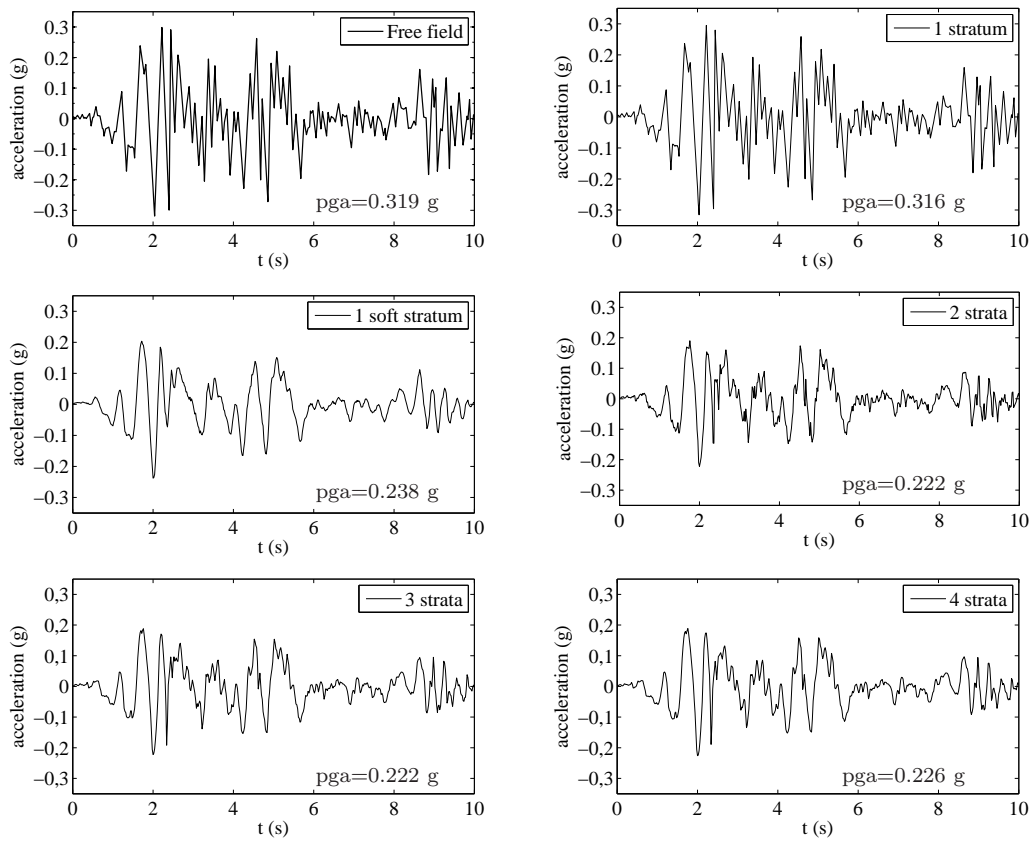 Free field
acceleration (g)
0.3
0.2
0.1
0
−0.1
−0.2
−0.3
pga=0.319 g
0 2 4 6 8 10
t (s)
1 stratum
acceleration (g)
0.3
0.2
0.1
0
−0.1
−0.2
−0.3
pga=0.316 g
0 2 4 6 8 10
t (s)
1 soft stratum
acceleration (g)
0.3
0.2
0.1
0
−0.1
−0.2
−0.3
pga=0.238 g
0 2 4 6 8 10
t (s)
2 strata
acceleration (g)
0.3
0.2
0.1
0
−0.1
−0.2
−0.3
pga=0.222 g
0 2 4 6 8 10
t (s)
3 strata
acceleration (g)
0.3
0,2
0,1
0
−0,1
−0,2
−0,3
pga=0.222 g
0 2 4 6 8 10
t (s)
4 strata
acceleration (g)
0.3
0,2
0,1
0
−0,1
−0,2
−0,3
pga=0.226 g
0 2 4 6 8 10
t (s)